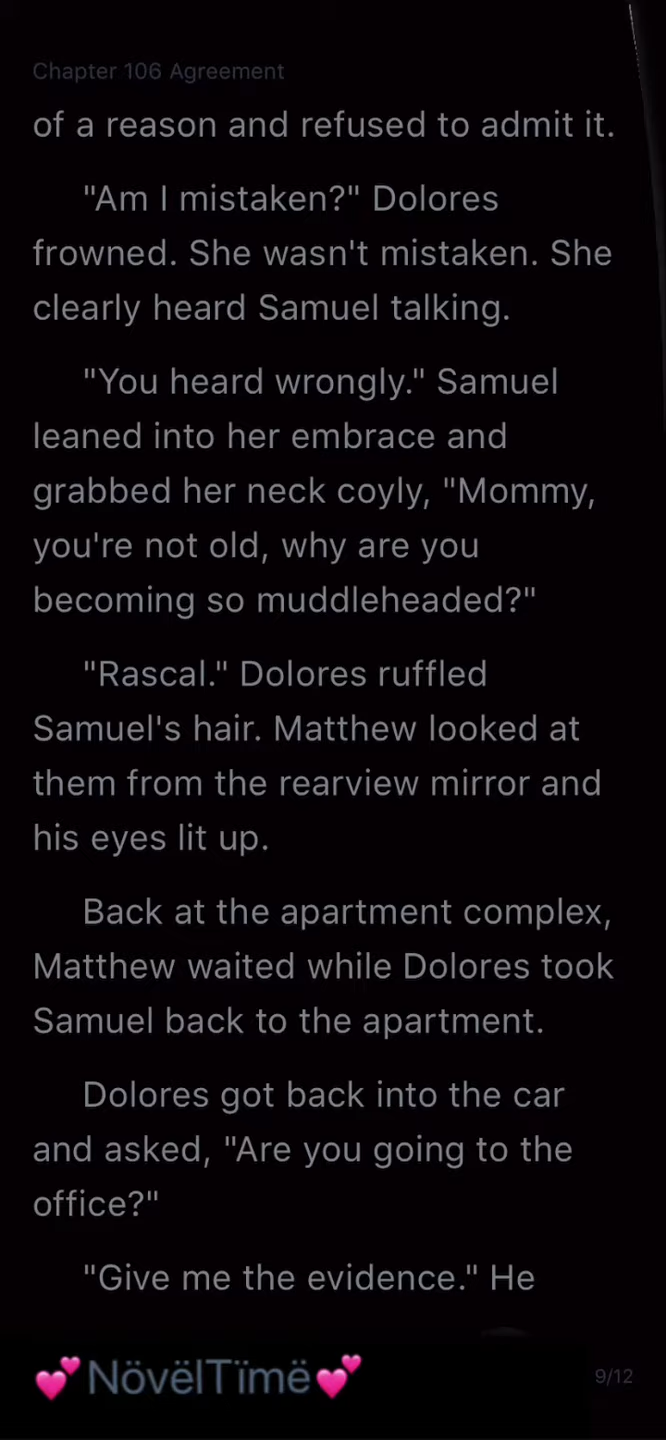 Chapter 106 Agreement
of a reason and refused to admit it.
"Am I mistaken?" Dolores
frowned. She wasn't mistaken. She
clearly heard Samuel talking.
"You heard wrongly." Samuel
leaned into her embrace and
grabbed her neck coyly, "Mommy,
you're not old, why are you
becoming so muddleheaded?"
"Rascal." Dolores ruffled
Samuel's hair. Matthew looked at
them from the rearview mirror and
his eyes lit up.
Back at the apartment complex,
Matthew waited while Dolores took
Samuel back to the apartment.
Dolores got back into the car
and asked, "Are you going to the
office?"
"Give me the evidence." He
💕NövëlTïmë💕
9/12